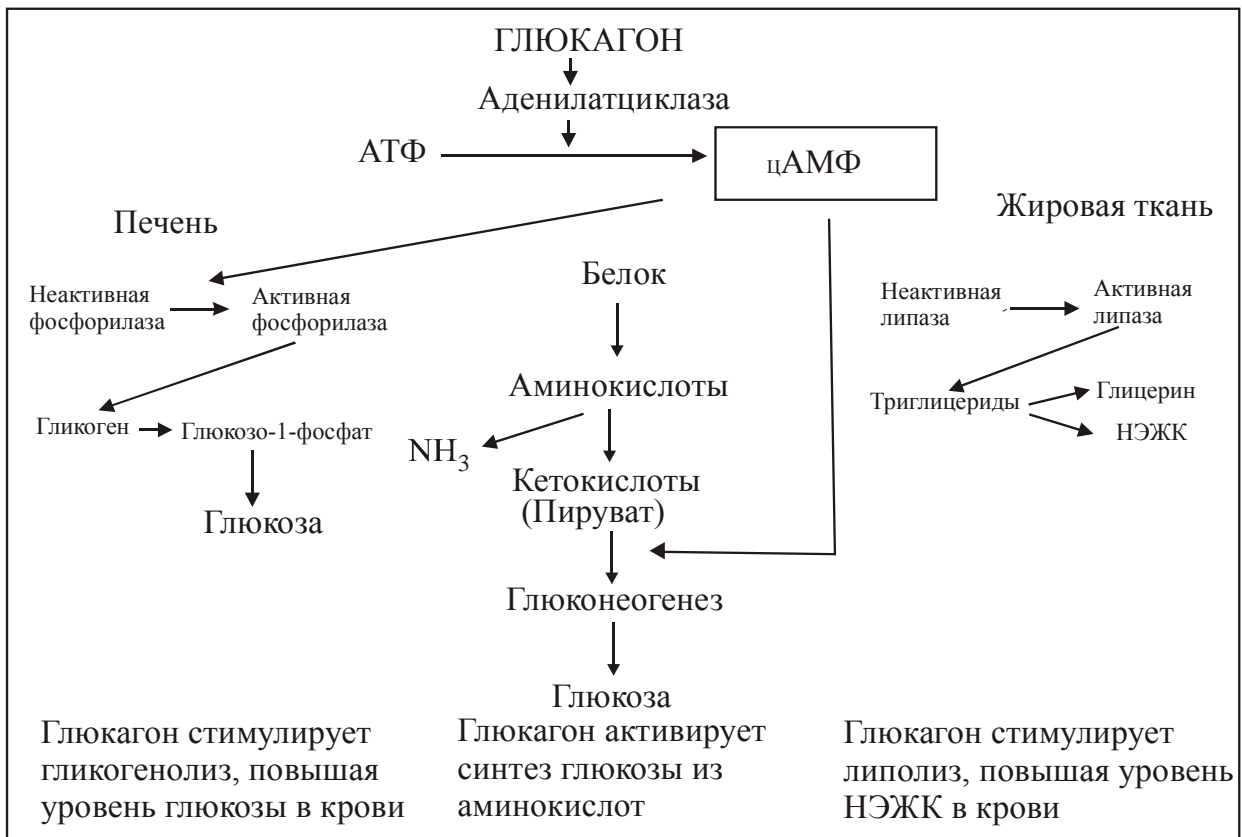 ГЛЮКАГОН
Аденилатциклаза
АТФ
цАМФ
Печень
Жировая ткань
Неактивная
фосфорилаза
Активная
фосфорилаза
Гликоген
Глюкозо-1-фосфат
Глюкоза
Белок
Аминокислоты
NH3
Кетокислоты
(Пируват)
Глюконеогенез
Глюкоза
Неактивная
липаза
Активная
липаза
Триглицериды
Глицерин
НЭЖК
Глюкагон стимулирует
гликогенолиз, повышая
уровень глюкозы в крови
Глюкагон активирует
синтез глюкозы из
аминокислот
Глюкагон стимулирует
липолиз, повышая уровень
НЭЖК в крови